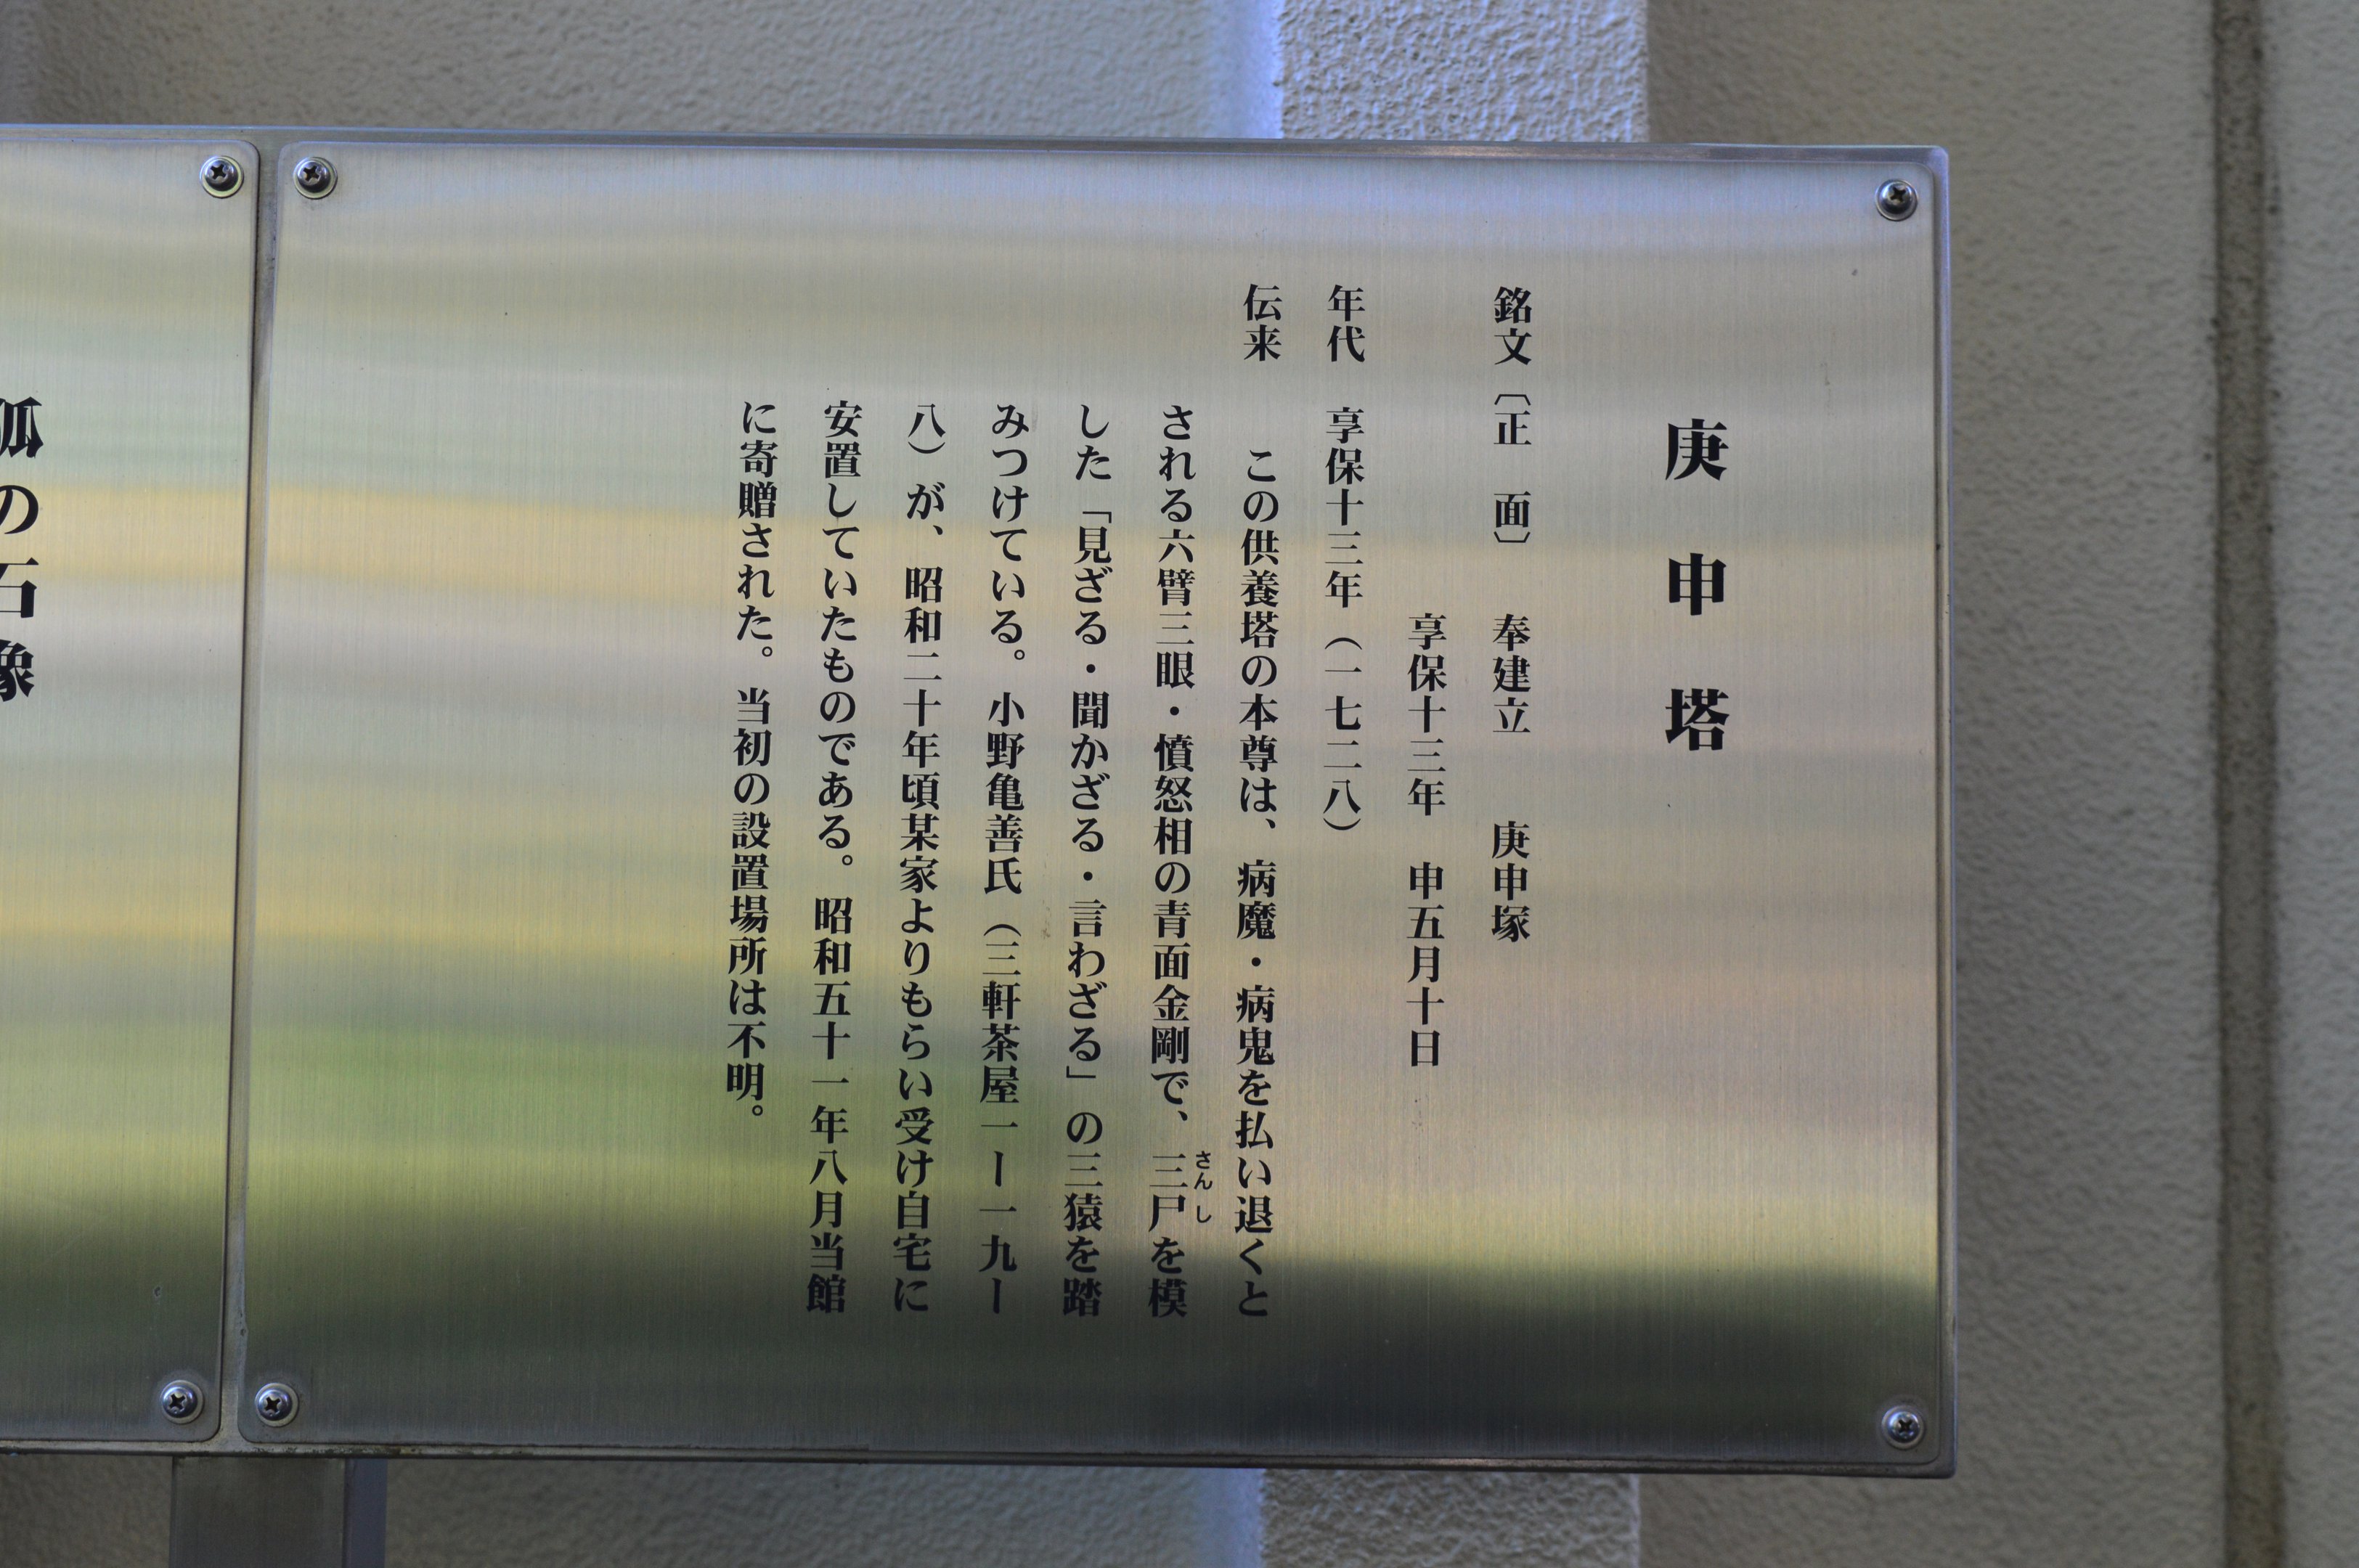 庚申塔
銘文〔正　面〕　奉建立　　庚申塚
享保十三年　申五月十日
年代　享保十三年（一七二八）
伝来　　この供養塔の本尊は、病魔・病鬼を払い退くと
される六臂三眼・憤怒相の青面金剛で、三尸を模
さんし
した「見ざる・聞かざる・言わざる」の三猿を踏
みつけている。小野亀善氏（三軒茶屋一ー一九ー
八）が、昭和二十年頃某家よりもらい受け自宅に
安置していたものである。昭和五十一年八月当館
に寄贈された。当初の設置場所は不明。
狐の石像